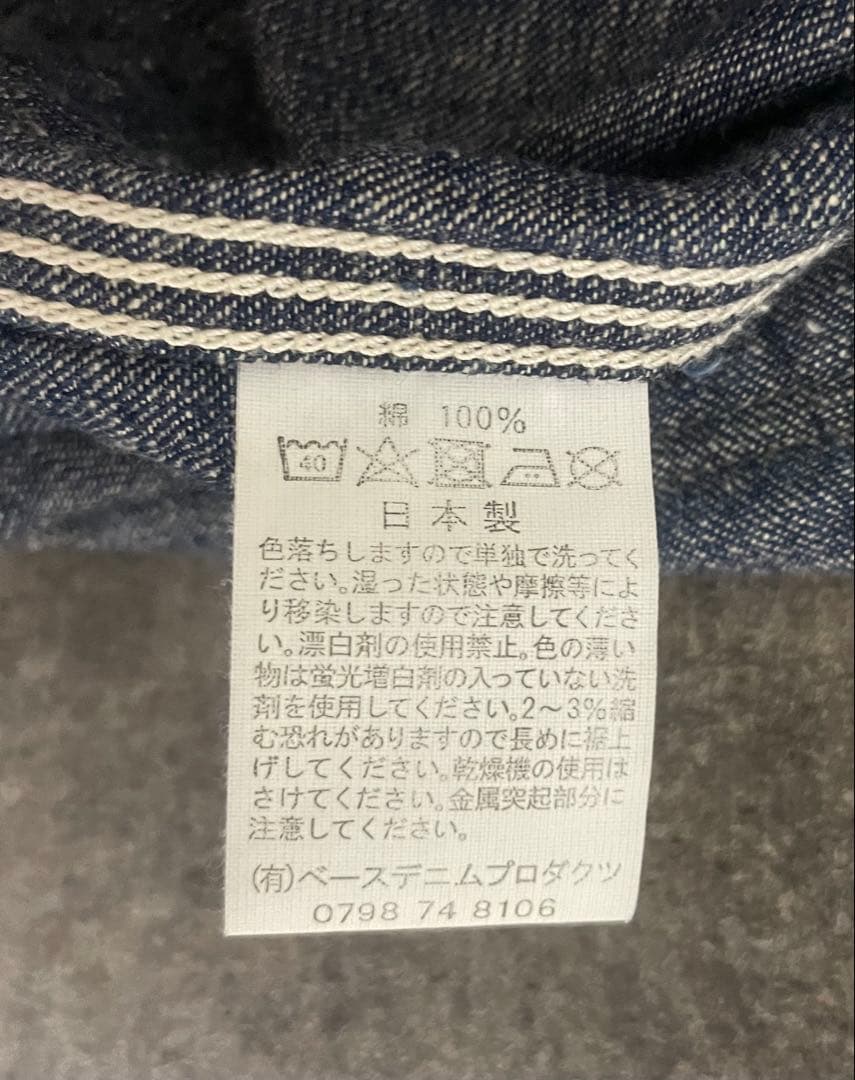 綿 100%
40
日本製
色落ちしますので単独で洗ってく
ださい。湿った状態や摩擦等によ
り移染しますので注意してくださ
い。漂白剤の使用禁止。色の薄い
物は蛍光増白剤の入っていない洗
剤を使用してください。2〜3%縮
む恐れがありますので長めに裾上
げしてください。乾燥機の使用は
さけてください。金属突起部分に
注意してください。
(有)ベースデニムプロダクツ
0798 74 8106